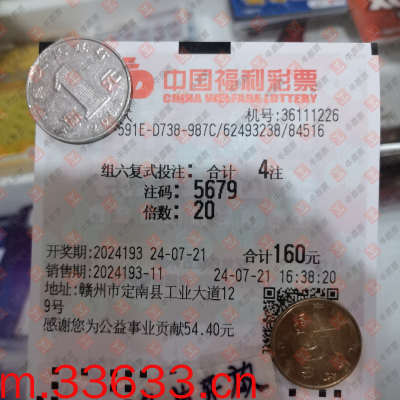 中国福利彩票
CHINA WELFARE LOTTERY
机号:36111226
591E-D738-987C/62493238/84516
组六复式投注: 合计 4注
注码: 5679
倍数: 20
开奖期:2024193 24-07-21 合计160元
销售期:2024193-11 24-07-21 16:38:20
地址:赣州市定南县工业大道12
9号
感谢您为公益事业贡献54.40元
1元
m.33633.cn